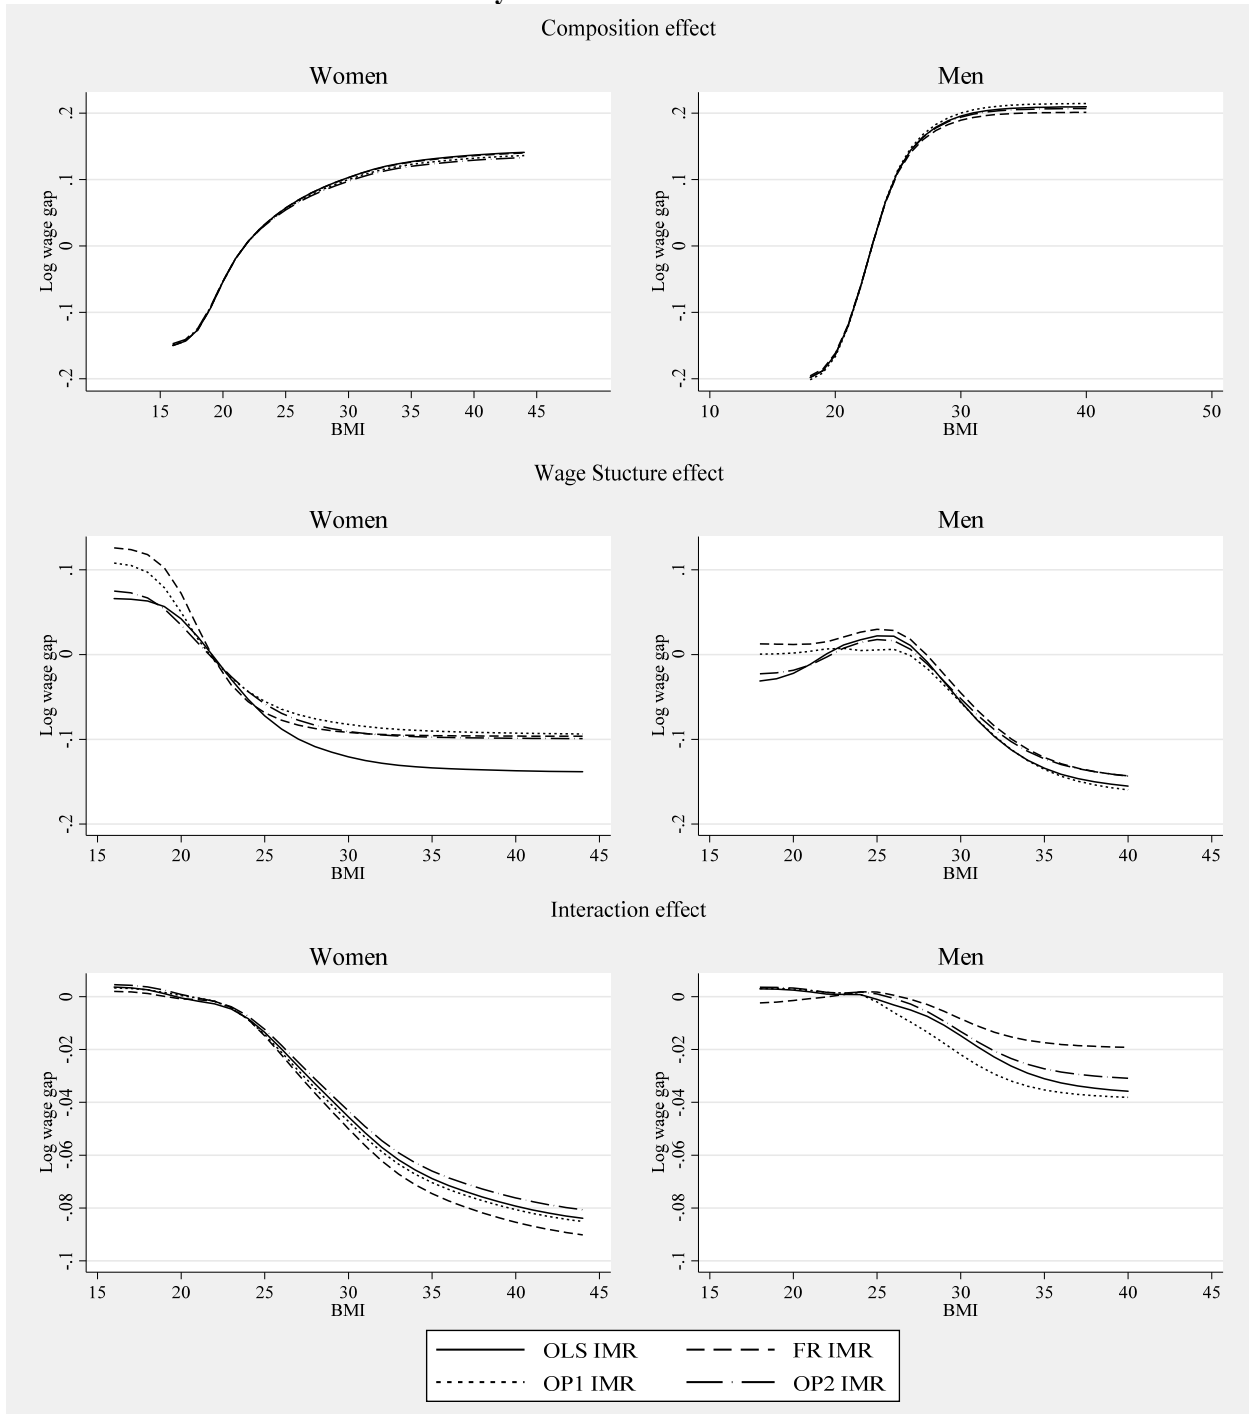 Composition effect
Women
Men
Log wage gap
.2
.1
0
-.1
-.2
15 20 25 30 35 40 45
BMI
Log wage gap
.2
.1
0
-.1
-.2
10 20 30 40 50
BMI
Wage Stucture effect
Women
Men
Log wage gap
.1
0
-.1
-.2
15 20 25 30 35 40 45
BMI
Log wage gap
.1
0
-.1
-.2
15 20 25 30 35 40 45
BMI
Interaction effect
Women
Men
Log wage gap
0
-.02
-.04
-.06
-.08
-.1
15 20 25 30 35 40 45
BMI
Log wage gap
0
-.02
-.04
-.06
-.08
-.1
15 20 25 30 35 40 45
BMI
OLS IMR FR IMR
OP1 IMR OP2 IMR